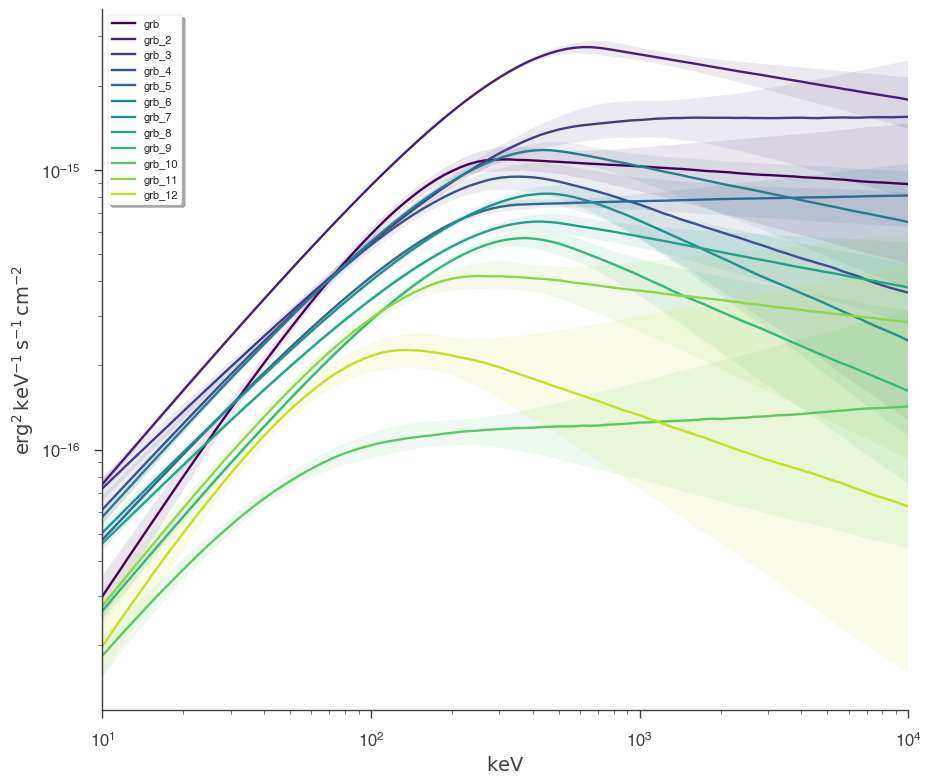 grb
grb_2
grb_3
grb_4
grb_5
grb_6
grb_7
grb_8
grb_9
grb_10
grb_11
grb_12
10⁻¹⁵
10⁻¹⁶
erg² keV⁻¹ s⁻¹ cm⁻²
10¹ 10² 10³ 10⁴
keV